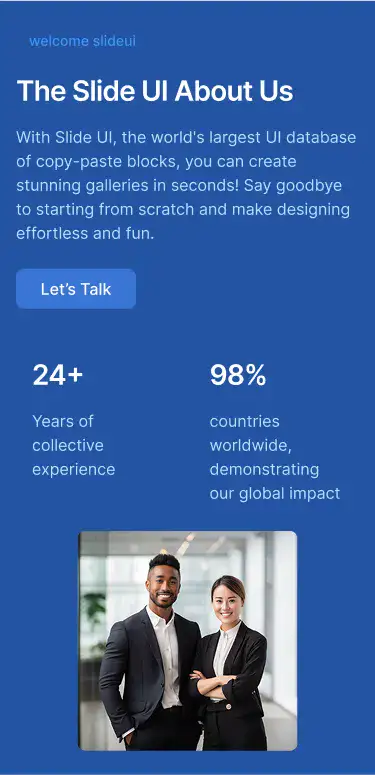 welcome slideui
The Slide UI About Us
With Slide UI, the world's largest UI database
of copy-paste blocks, you can create
stunning galleries in seconds! Say goodbye
to starting from scratch and make designing
effortless and fun.
Let’s Talk
24+
Years of
collective
experience
98%
countries
worldwide,
demonstrating
our global impact